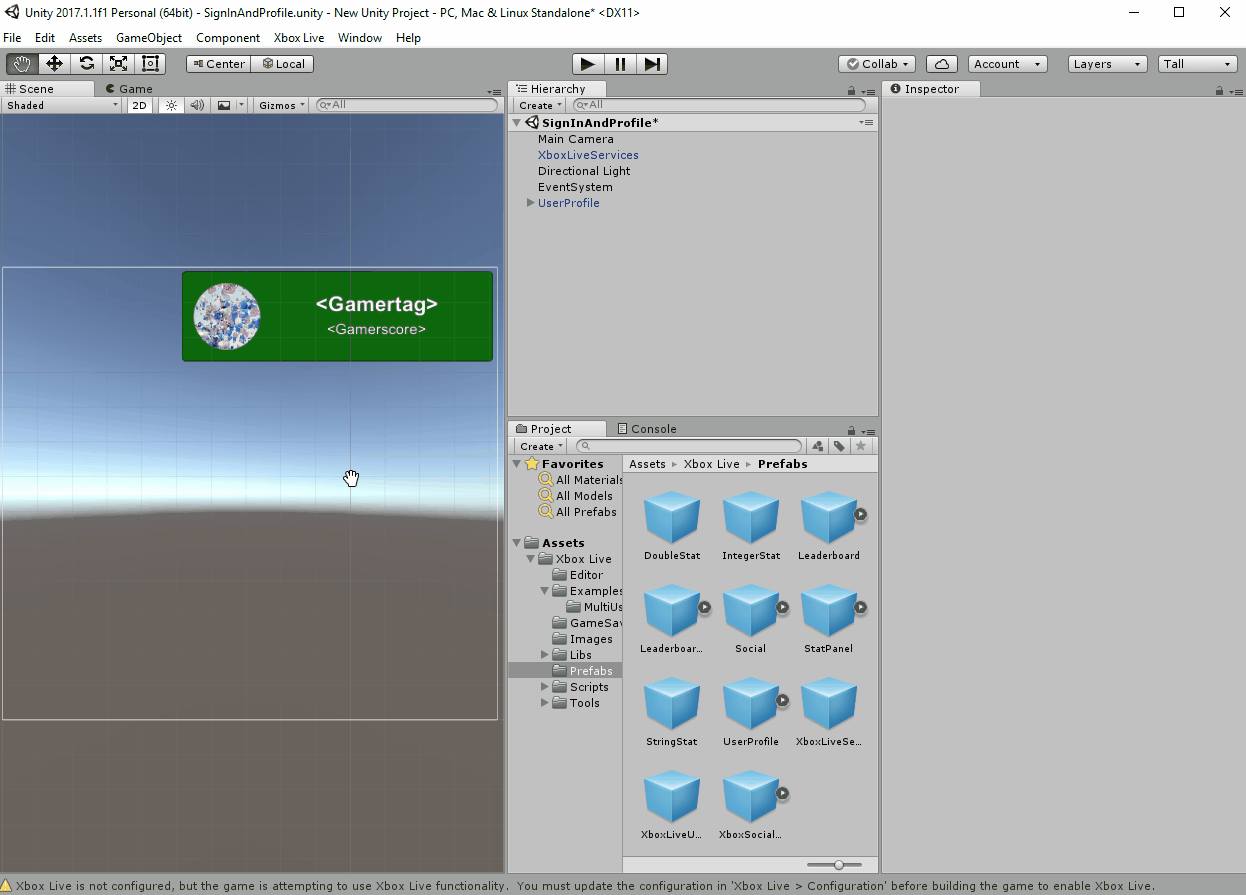 Unity 2017.1.1f1 Personal (64bit) - SignInAndProfile.unity - New Unity Project - PC, Mac & Linux Standalone* <DX11>
File Edit Assets GameObject Component Xbox Live Window Help
Center Local Collab Account Layers Tall
Scene Game
Shaded 2D Gizmos All
<Gamertag>
<Gamerscore>
Hierarchy
Create All
SignInAndProfile*
Main Camera
XboxLiveServices
Directional Light
EventSystem
UserProfile
Project Console
Create
Favorites
All Materials
All Models
All Prefabs
Assets
Xbox Live
Editor
Examples
MultiUs
GameSav
Images
Libs
Prefabs
Scripts
Tools
Assets Xbox Live Prefabs
DoubleStat IntegerStat Leaderboard
Leaderboar... Social StatPanel
StringStat UserProfile XboxLiveSe...
XboxLiveU... XboxSocial...
Inspector
Xbox Live is not configured, but the game is attempting to use Xbox Live functionality. You must update the configuration in 'Xbox Live > Configuration' before building the game to enable Xbox Live.